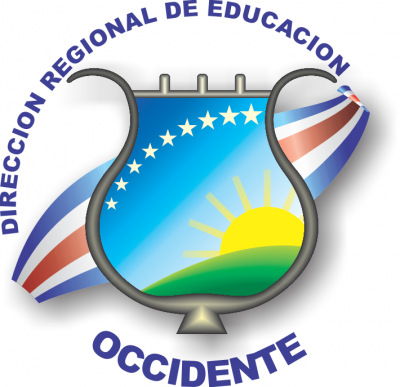 DIRECCION REGIONAL DE EDUCACION
OCCIDENTE